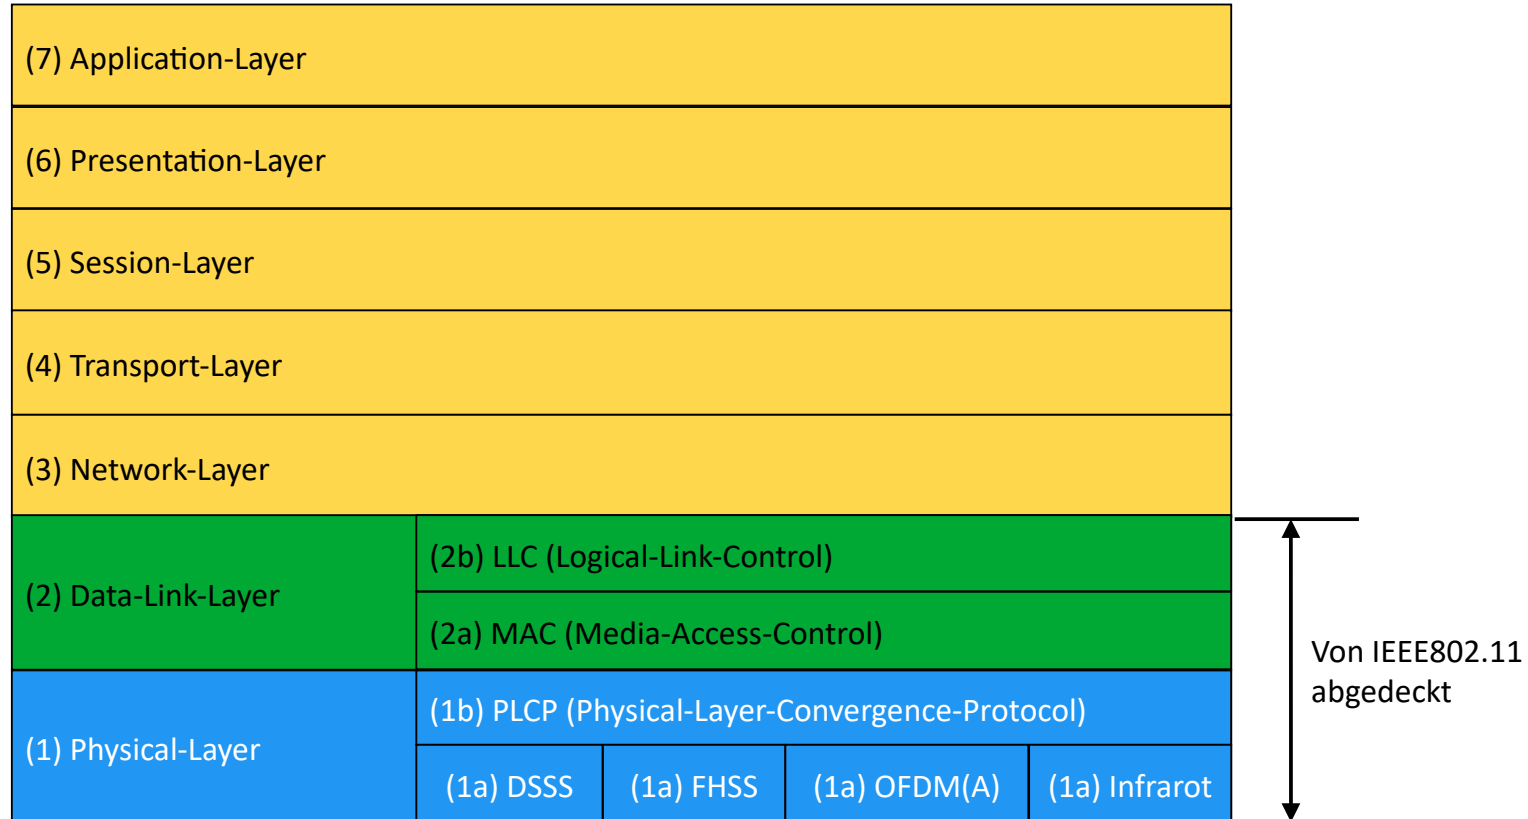 (7) Application-Layer
(6) Presentation-Layer
(5) Session-Layer
(4) Transport-Layer
(3) Network-Layer
(2) Data-Link-Layer
(2b) LLC (Logical-Link-Control)
(2a) MAC (Media-Access-Control)
(1) Physical-Layer
(1b) PLCP (Physical-Layer-Convergence-Protocol)
(1a) DSSS
(1a) FHSS
(1a) OFDM(A)
(1a) Infrarot
Von IEEE802.11
abgedeckt